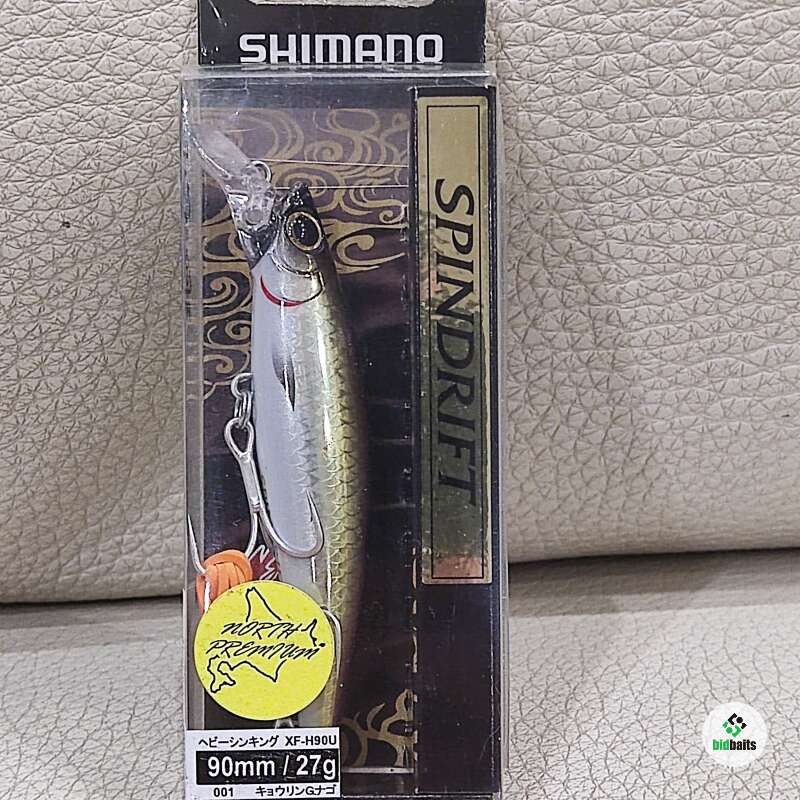 SHIMANO
SPINDRIFT
NORTH
PREMIUM
ヘビーシンキング XF-H90U
90mm / 27g
001 キョウリンGナゴ
bidbaits